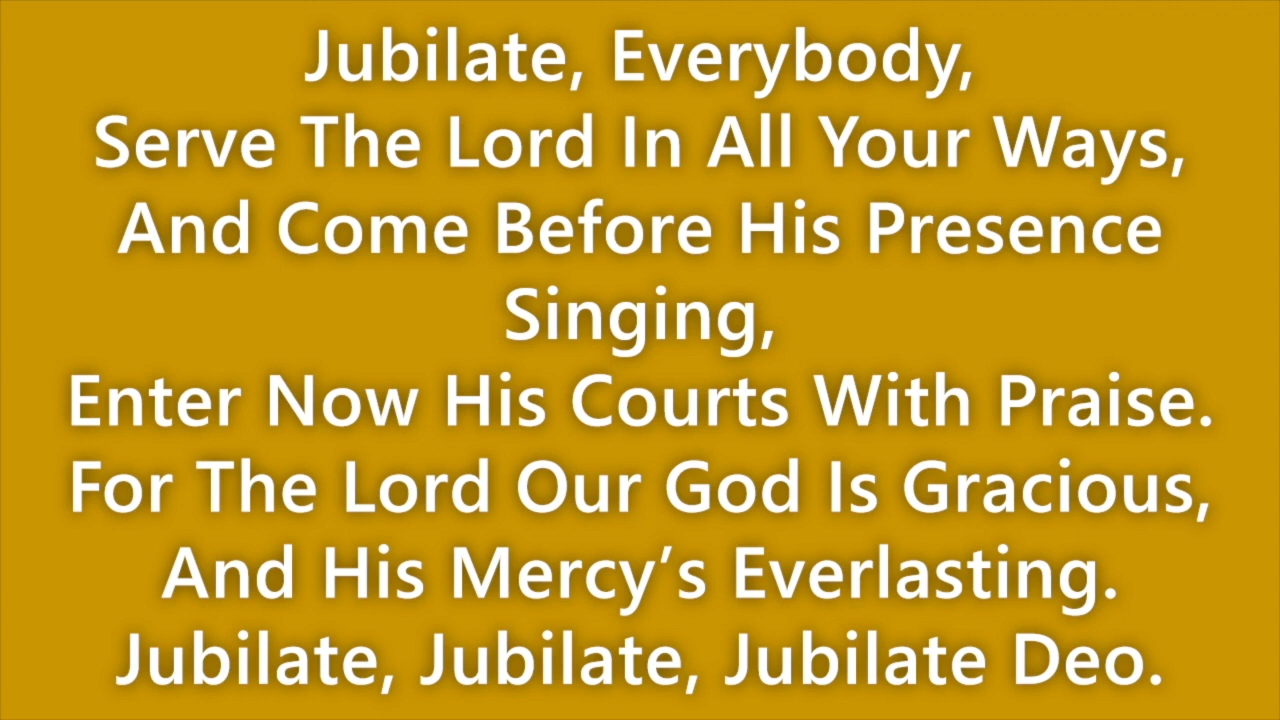 Jubilate, Everybody,
Serve The Lord In All Your Ways,
And Come Before His Presence
Singing,
Enter Now His Courts With Praise.
For The Lord Our God Is Gracious,
And His Mercy’s Everlasting.
Jubilate, Jubilate, Jubilate Deo.